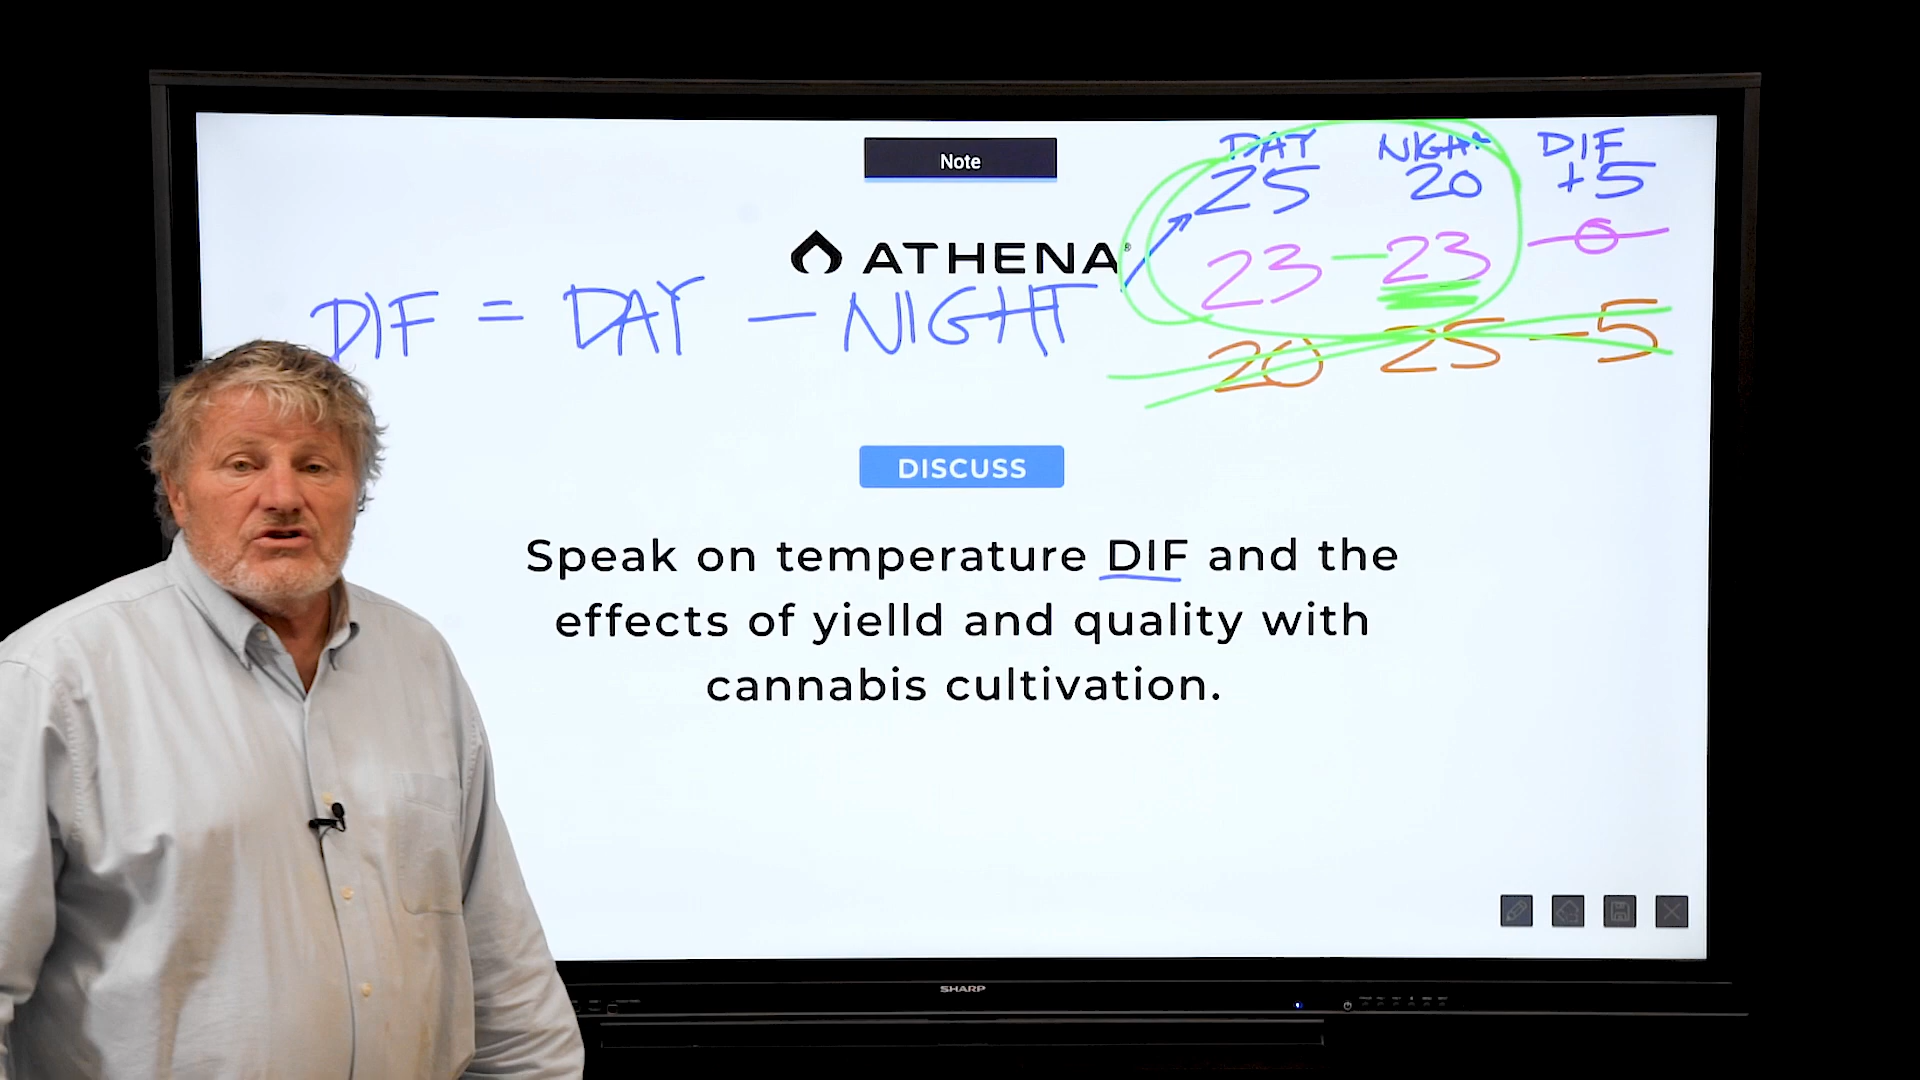 Note
DAY NIGHT DIF
25 20 +5
23 — 23 0
20 25 -5
ATHENA®
DIF = DAY — NIGHT
DISCUSS
Speak on temperature DIF and the
effects of yielld and quality with
cannabis cultivation.
SHARP